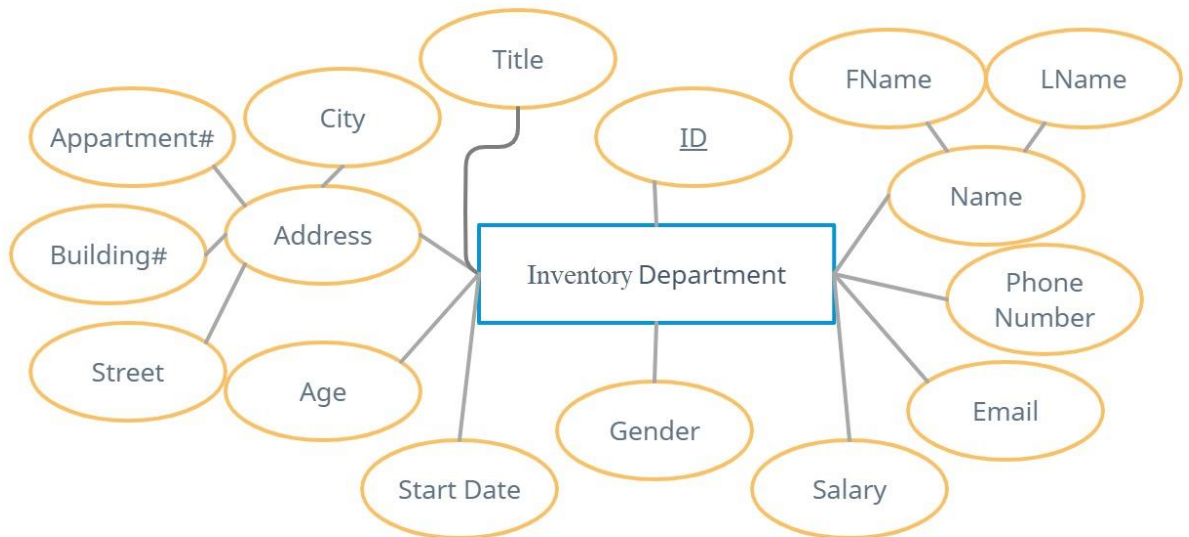 Title
FName
LName
City
Appartment#
ID
Name
Address
Building#
Inventory Department
Phone
Number
Street
Age
Gender
Email
Start Date
Salary